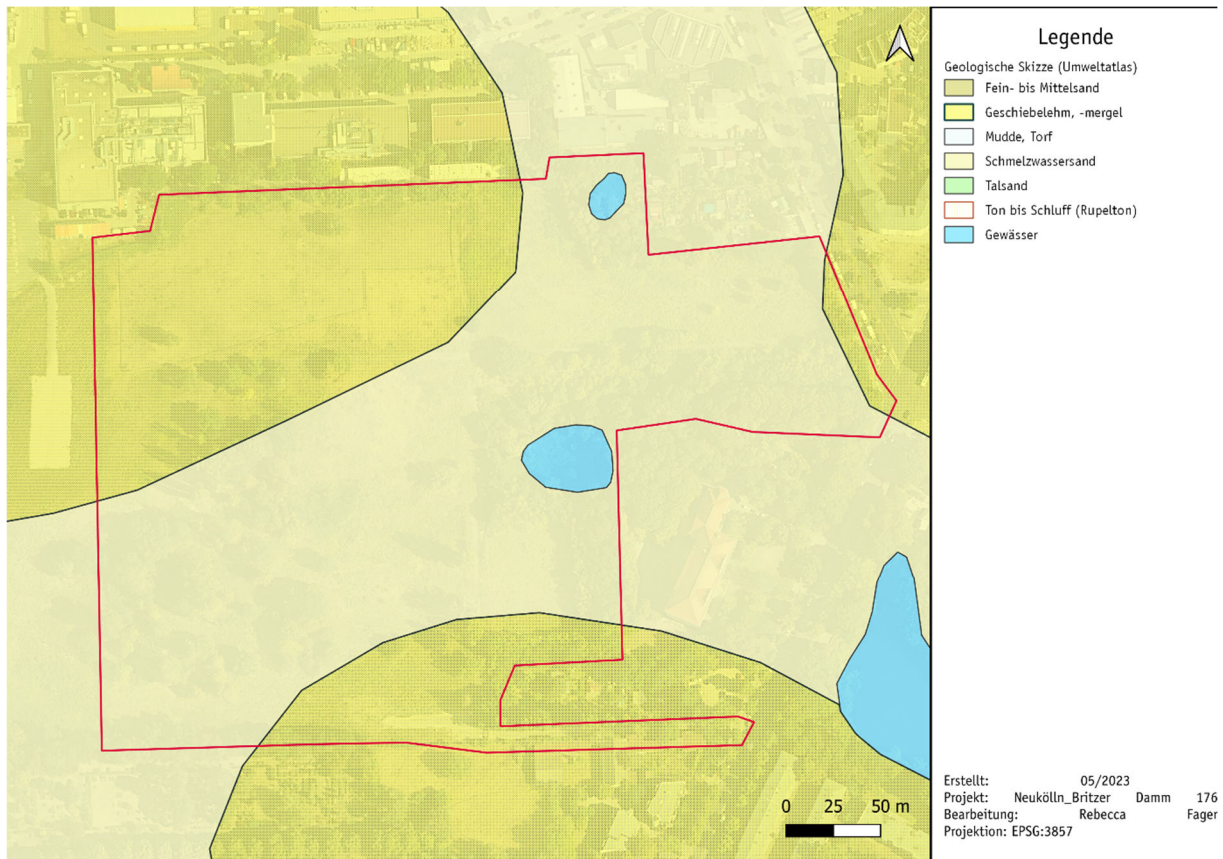 Legende
Geologische Skizze (Umweltatlas)
Fein- bis Mittelsand
Geschiebelehm, -mergel
Mudde, Torf
Schmelzwassersand
Talsand
Ton bis Schluff (Rupelton)
Gewässer
0 25 50 m
Erstellt: 05/2023
Projekt: Neukölln_Britzer Damm 176
Bearbeitung: Rebecca Fager
Projektion: EPSG:3857